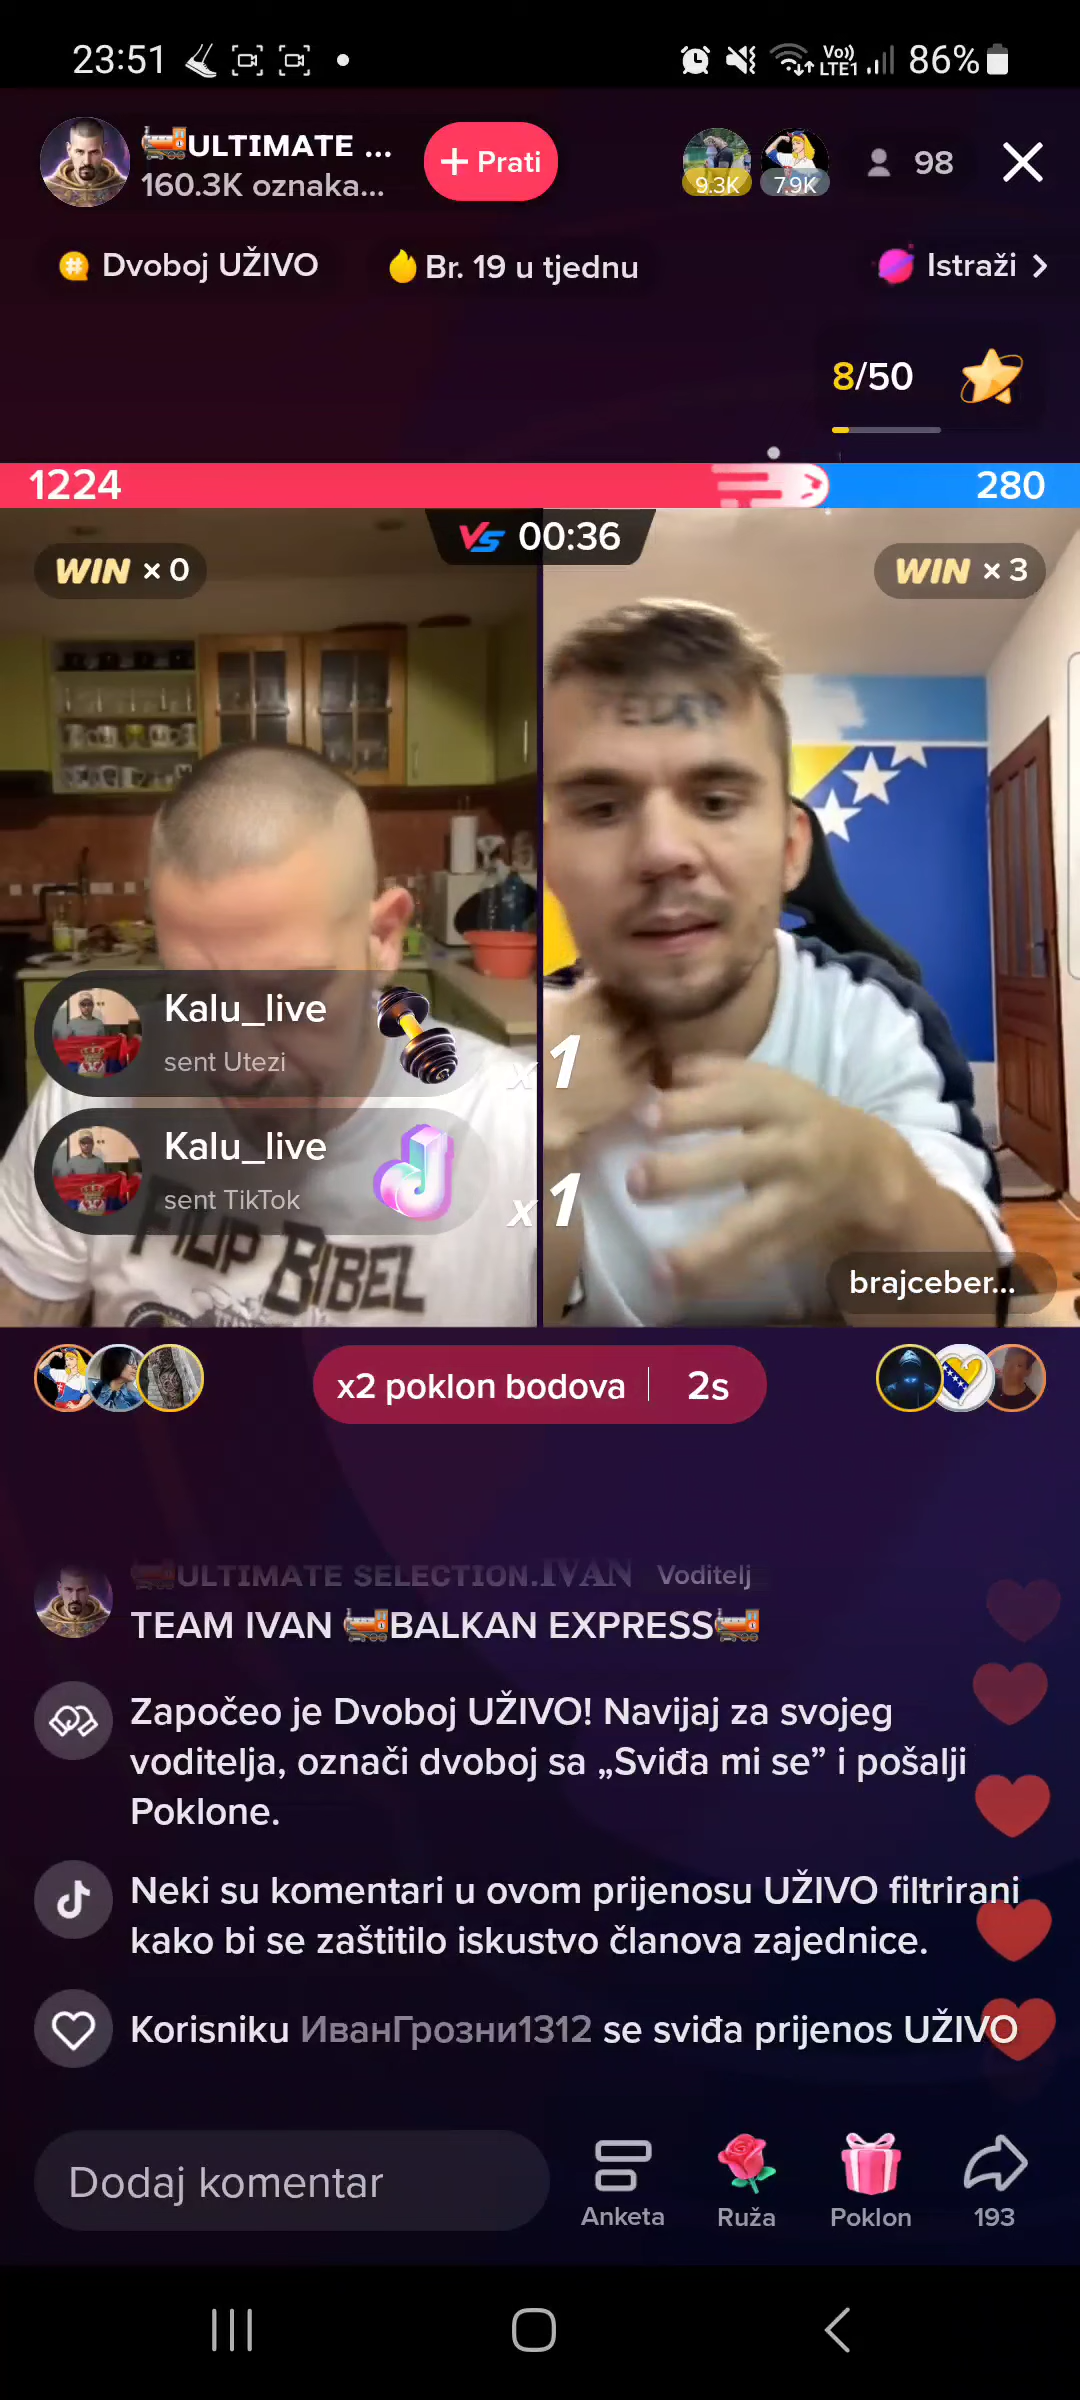 23:51
Vo))
LTE1
86%
ULTIMATE ...
160.3K oznaka...
+ Prati
9.3K
7.9K
98
Dvoboj UŽIVO
Br. 19 u tjednu
Istraži
8/50
1224
280
VS 00:36
WIN × 0
WIN × 3
Kalu_live
sent Utezi
x1
Kalu_live
sent TikTok
x1
FILIP BIBEL
brajceber...
x2 poklon bodova | 2s
ULTIMATE SELECTION.IVAN Voditelj
TEAM IVAN 🚂BALKAN EXPRESS🚂
Započeo je Dvoboj UŽIVO! Navijaj za svojeg
voditelja, označi dvoboj sa „Sviđa mi se” i pošalji
Poklone.
Neki su komentari u ovom prijenosu UŽIVO filtrirani
kako bi se zaštitilo iskustvo članova zajednice.
Korisniku ИванГрозни1312 se sviđa prijenos UŽIVO
Dodaj komentar
Anketa
Ruža
Poklon
193